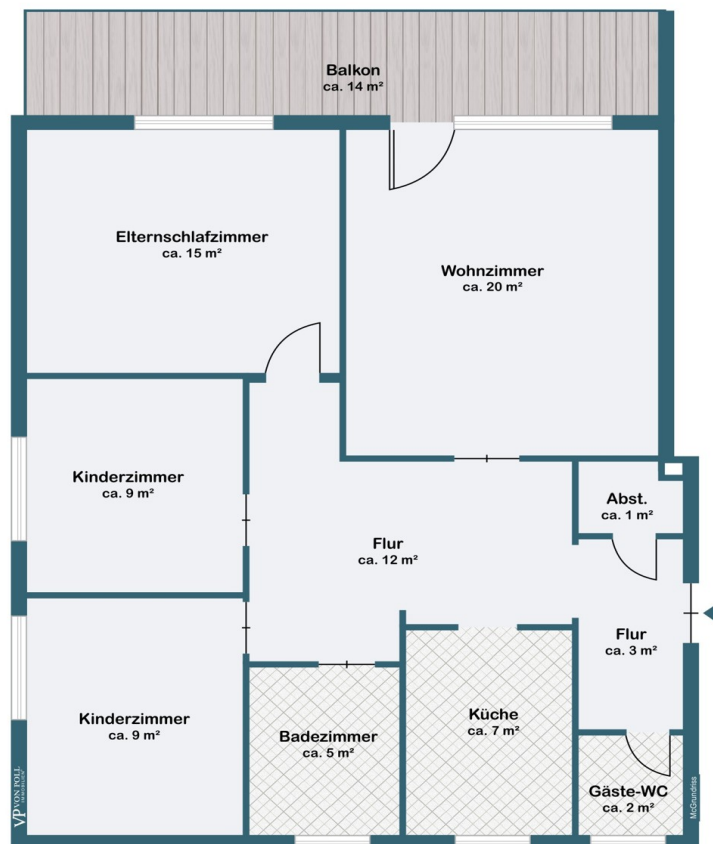 Balkon
ca. 14 m²
Elternschlafzimmer
ca. 15 m²
Wohnzimmer
ca. 20 m²
Kinderzimmer
ca. 9 m²
Abst.
ca. 1 m²
Flur
ca. 12 m²
Flur
ca. 3 m²
Kinderzimmer
ca. 9 m²
Badezimmer
ca. 5 m²
Küche
ca. 7 m²
Gäste-WC
ca. 2 m²
VP VON POLL
IMMOBILIEN
McGrundriss